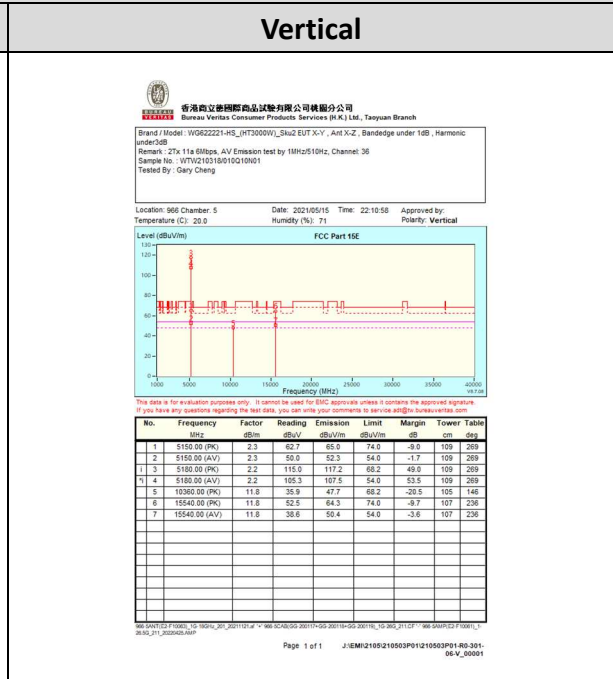 Vertical
BUREAU
VERITAS
香港商立德國際商品試驗有限公司桃園分公司
Bureau Veritas Consumer Products Services (H.K.) Ltd., Taoyuan Branch
Brand / Model : WG622221-HS_(HT3000W)_Sku2 EUT X-Y , Ant X-Z , Bandedge under 1dB , Harmonic
under3dB
Remark : 2Tx 11a 6Mbps, AV Emission test by 1MHz/510Hz, Channel: 36
Sample No. : WTW210318/010Q10N01
Tested By : Gary Cheng
Location: 966 Chamber. 5 Date: 2021/05/15 Time: 22:10:58 Approved by:
Temperature (C): 20.0 Humidity (%): 71 Polarity: Vertical
Level (dBuV/m) FCC Part 15E
130
120
100
80
60
40
20
0
1000 5000 10000 15000 20000 25000 30000 35000 40000
Frequency (MHz)
This data is for evaluation purposes only. It cannot be used for EMC approvals unless it contains the approved signature.
If you have any questions regarding the test data, you can write your comments to service.adt@tw.bureauveritas.com
No. Frequency Factor Reading Emission Limit Margin Tower Table
MHz dB/m dBuV dBuV/m dBuV/m dB cm deg
1 5150.00 (PK) 2.3 62.7 65.0 74.0 -9.0 109 269
2 5150.00 (AV) 2.3 50.0 52.3 54.0 -1.7 109 269
i 3 5180.00 (PK) 2.2 115.0 117.2 68.2 49.0 109 269
*i 4 5180.00 (AV) 2.2 105.3 107.5 54.0 53.5 109 269
5 10360.00 (PK) 11.8 35.9 47.7 68.2 -20.5 105 146
6 15540.00 (PK) 11.8 52.5 64.3 74.0 -9.7 107 236
7 15540.00 (AV) 11.8 38.6 50.4 54.0 -3.6 107 236
Page 1 of 1 J:\EMI\2105\210503P01\210503P01-R0-301-
06-V_00001